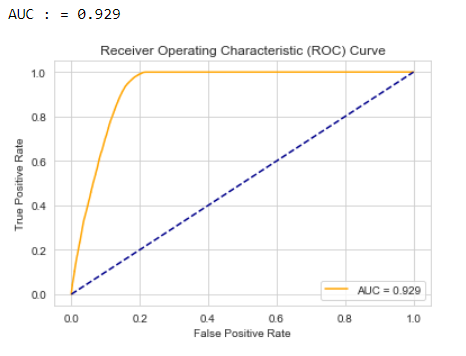 AUC : = 0.929
Receiver Operating Characteristic (ROC) Curve
1.0
0.8
0.6
0.4
0.2
0.0
True Positive Rate
AUC = 0.929
0.0 0.2 0.4 0.6 0.8 1.0
False Positive Rate